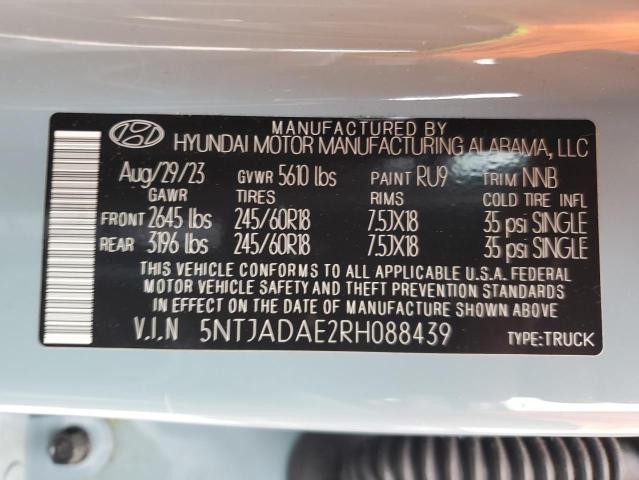 MANUFACTURED BY
HYUNDAI MOTOR MANUFACTURING ALABAMA, LLC
Aug/29/23 GVWR 5610 lbs PAINT RU9 TRIM NNB
GAWR TIRES RIMS COLD TIRE INFL
FRONT 2645 lbs 245/60R18 7.5JX18 35 psi SINGLE
REAR 3196 lbs 245/60R18 7.5JX18 35 psi SINGLE
THIS VEHICLE CONFORMS TO ALL APPLICABLE U.S.A. FEDERAL
MOTOR VEHICLE SAFETY AND THEFT PREVENTION STANDARDS
IN EFFECT ON THE DATE OF MANUFACTURE SHOWN ABOVE
V.I.N 5NTJADAE2RH088439 TYPE:TRUCK